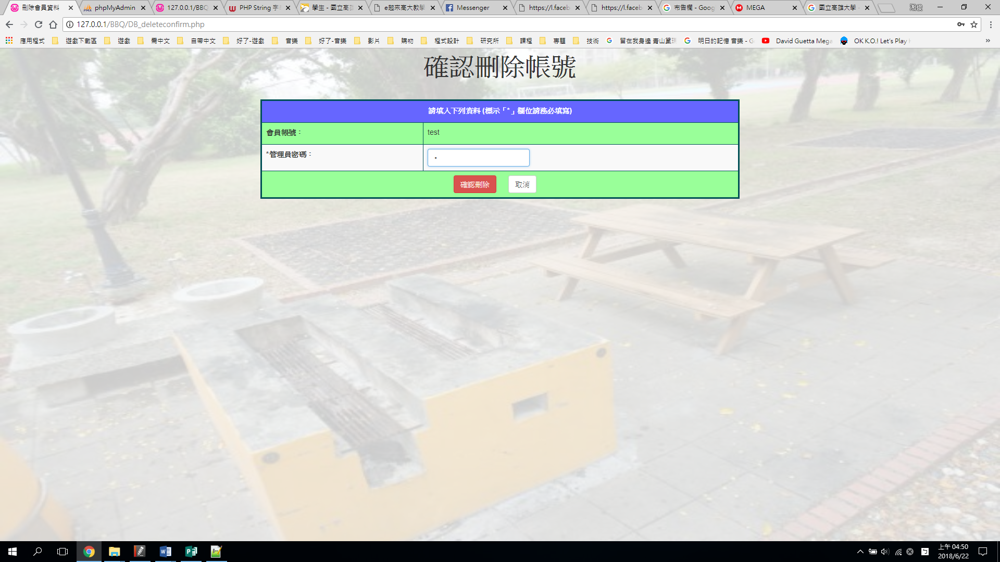 刪除會員資料
phpMyAdmin
127.0.0.1/BBQ
PHP String 字
學生 - 國立高
e起來高大教學
Messenger
https://l.faceb
https://l.faceb
布告欄 - Goog
MEGA
國立高雄大學 -
湘俊
127.0.0.1/BBQ/DB_deleteconfirm.php
應用程式
遊戲下載區
遊戲
需中文
自帶中文
好了-遊戲
音樂
好了-音樂
影片
購物
程式設計
研究所
課程
專題
技術
留在我身邊 青山黛
明日的記憶 音樂 - G
David Guetta Mega
OK K.O.! Let's Play
確認刪除帳號
請填入下列資料 (標示「*」欄位請務必填寫)
會員帳號：
test
*管理員密碼：
確認刪除
取消
上午 04:50
2018/6/22